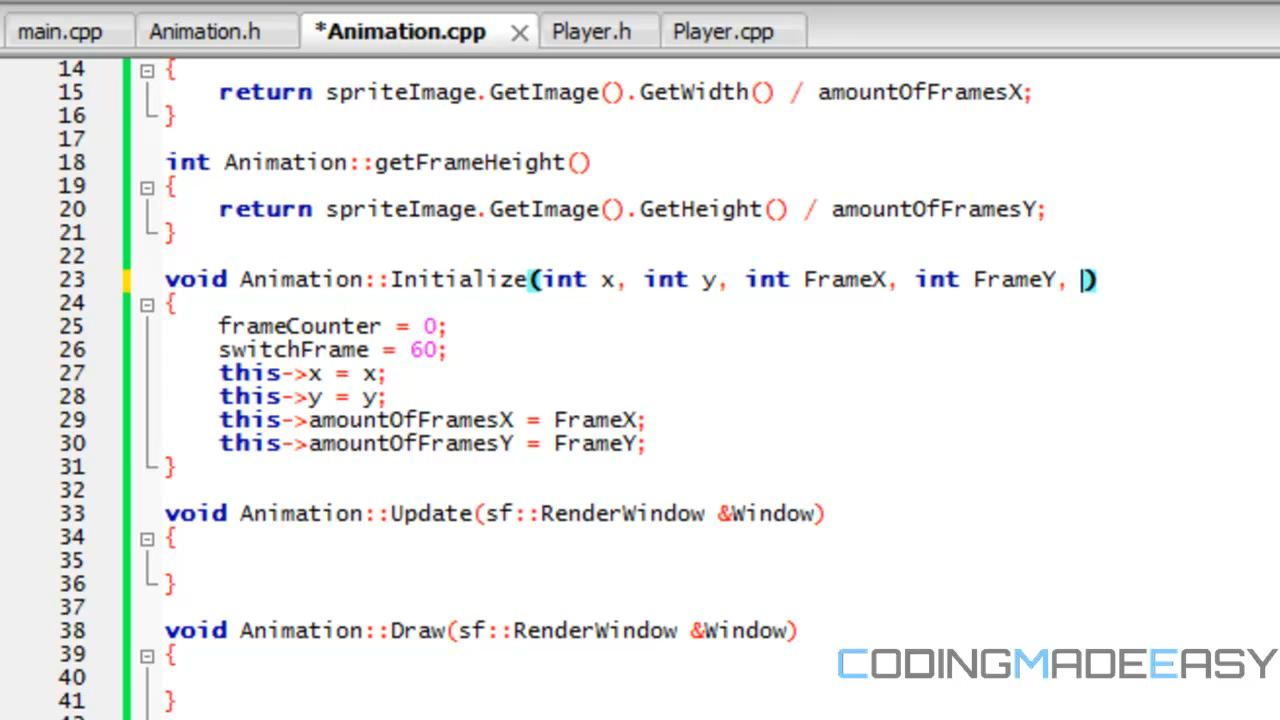 main.cpp Animation.h *Animation.cpp Player.h Player.cpp
14 {
15 return spriteImage.GetImage().GetWidth() / amountOfFramesX;
16 }
17
18 int Animation::getFrameHeight()
19 {
20 return spriteImage.GetImage().GetHeight() / amountOfFramesY;
21 }
22
23 void Animation::Initialize(int x, int y, int FrameX, int FrameY, )
24 {
25 frameCounter = 0;
26 switchFrame = 60;
27 this->x = x;
28 this->y = y;
29 this->amountOfFramesX = FrameX;
30 this->amountOfFramesY = FrameY;
31 }
32
33 void Animation::Update(sf::RenderWindow &Window)
34 {
35
36 }
37
38 void Animation::Draw(sf::RenderWindow &Window)
39 {
40
41 }
CODINGMADEEASY